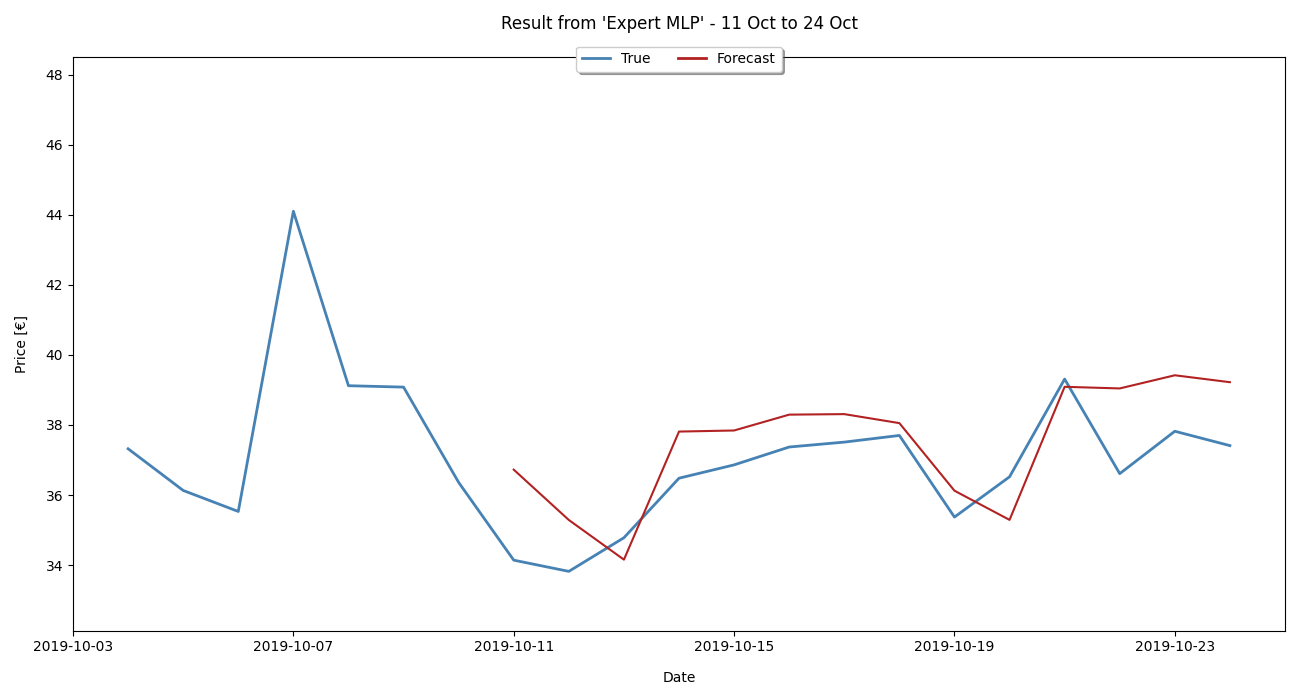 Result from 'Expert MLP' - 11 Oct to 24 Oct
True Forecast
48
46
44
42
40
38
36
34
Price [€]
2019-10-03 2019-10-07 2019-10-11 2019-10-15 2019-10-19 2019-10-23
Date